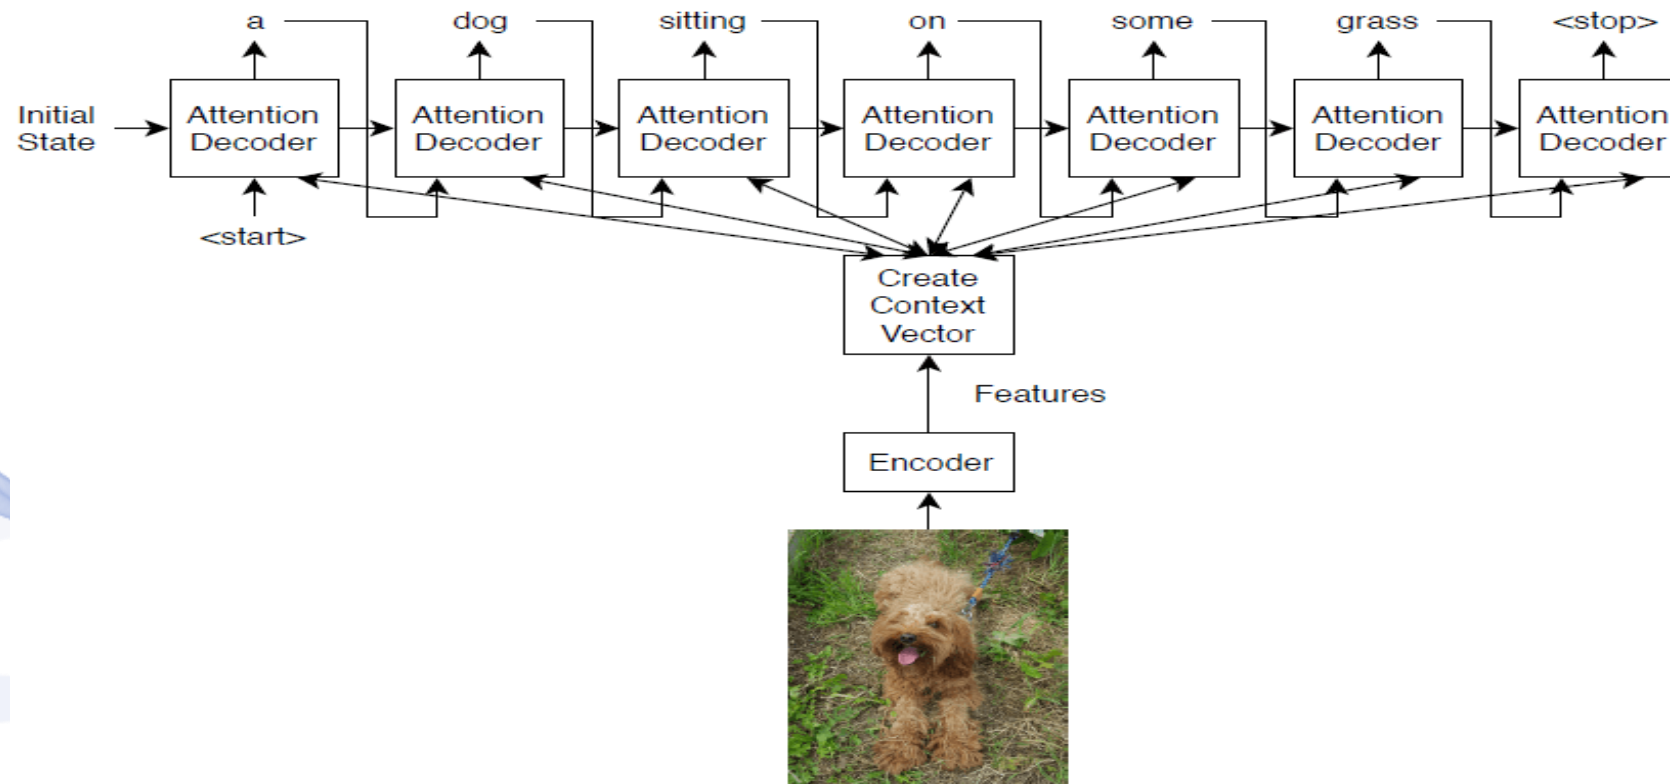 a dog sitting on some grass <stop>
Initial State
Attention Decoder
Attention Decoder
Attention Decoder
Attention Decoder
Attention Decoder
Attention Decoder
Attention Decoder
<start>
Create
Context
Vector
Features
Encoder